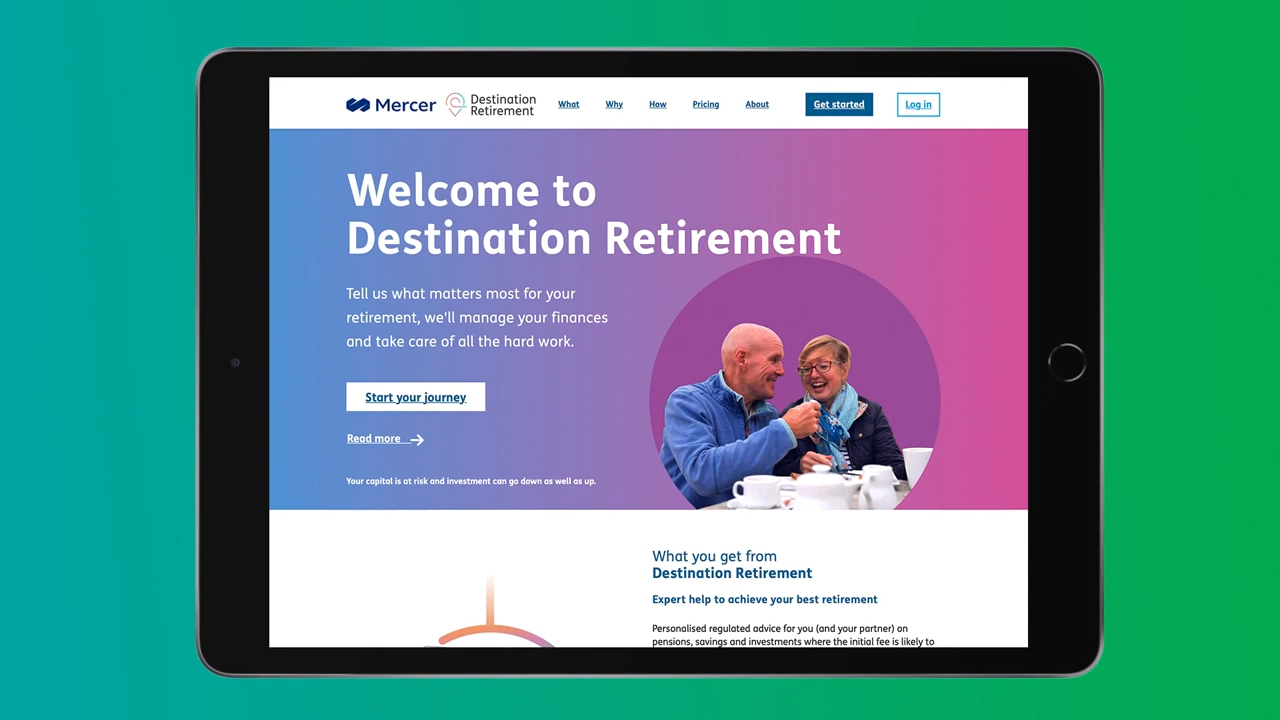 Mercer
Destination
Retirement
What
Why
How
Pricing
About
Get started
Log in
Welcome to
Destination Retirement
Tell us what matters most for your
retirement, we'll manage your finances
and take care of all the hard work.
Start your journey
Read more
Your capital is at risk and investment can go down as well as up.
What you get from
Destination Retirement
Expert help to achieve your best retirement
Personalised regulated advice for you (and your partner) on
pensions, savings and investments where the initial fee is likely to